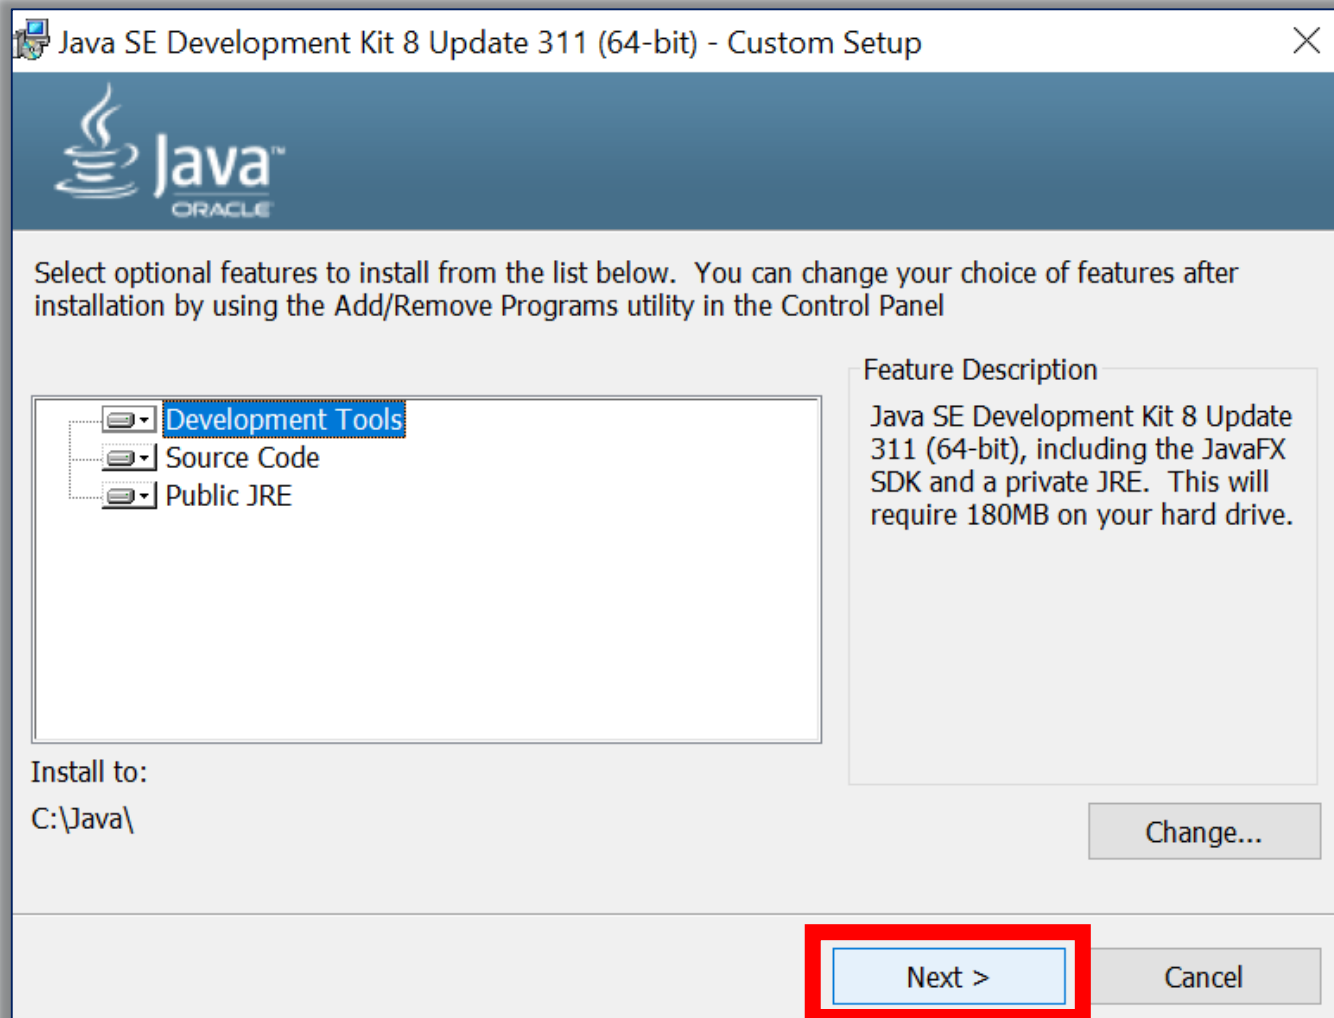 Java SE Development Kit 8 Update 311 (64-bit) - Custom Setup
Java™
ORACLE
Select optional features to install from the list below.  You can change your choice of features after
installation by using the Add/Remove Programs utility in the Control Panel
Development Tools
Source Code
Public JRE
Feature Description
Java SE Development Kit 8 Update
311 (64-bit), including the JavaFX
SDK and a private JRE.  This will
require 180MB on your hard drive.
Install to:
C:\Java\
Change...
Next >
Cancel